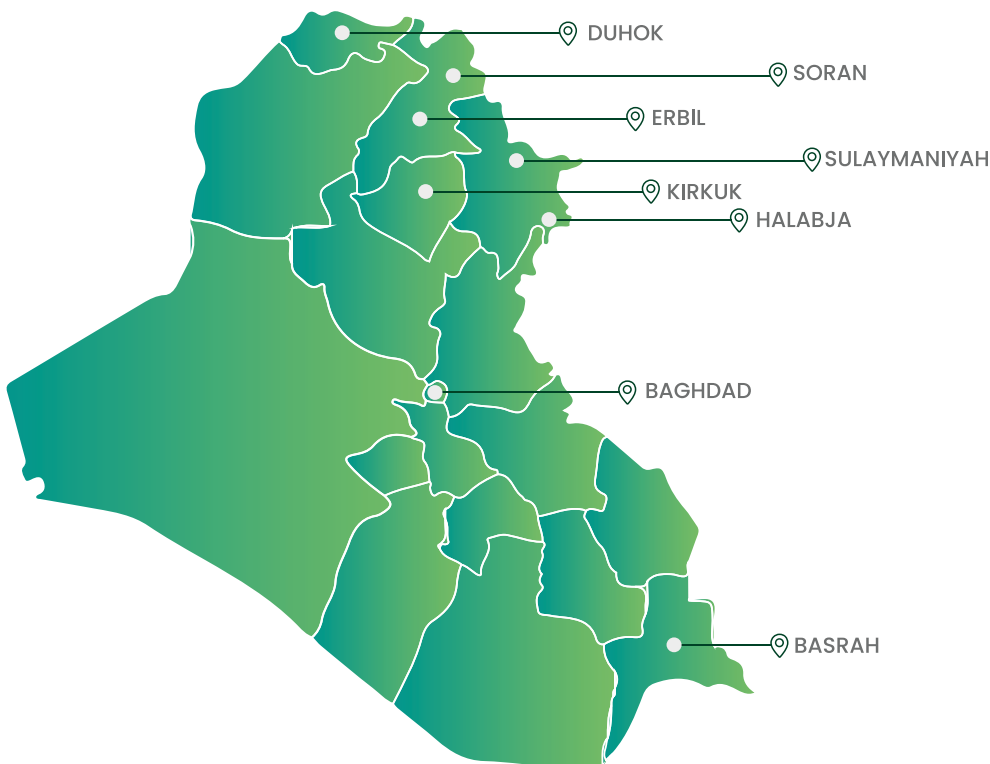 DUHOK
SORAN
ERBIL
SULAYMANIYAH
KIRKUK
HALABJA
BAGHDAD
BASRAH